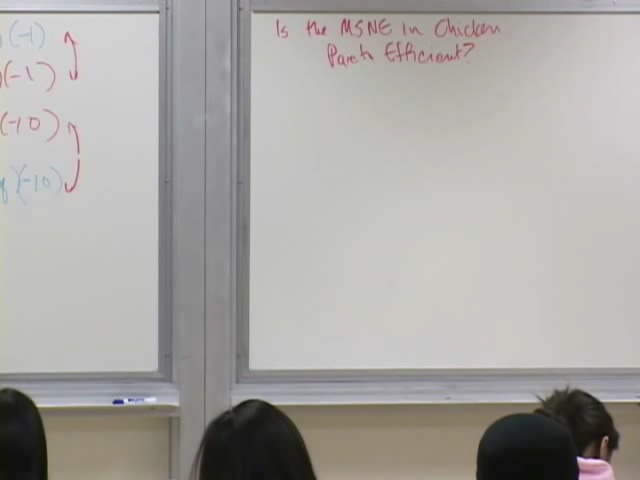 )(-1)
)(-1)
(-10)
)(-10)
Is the MSNE in Chicken
Pareto Efficient?